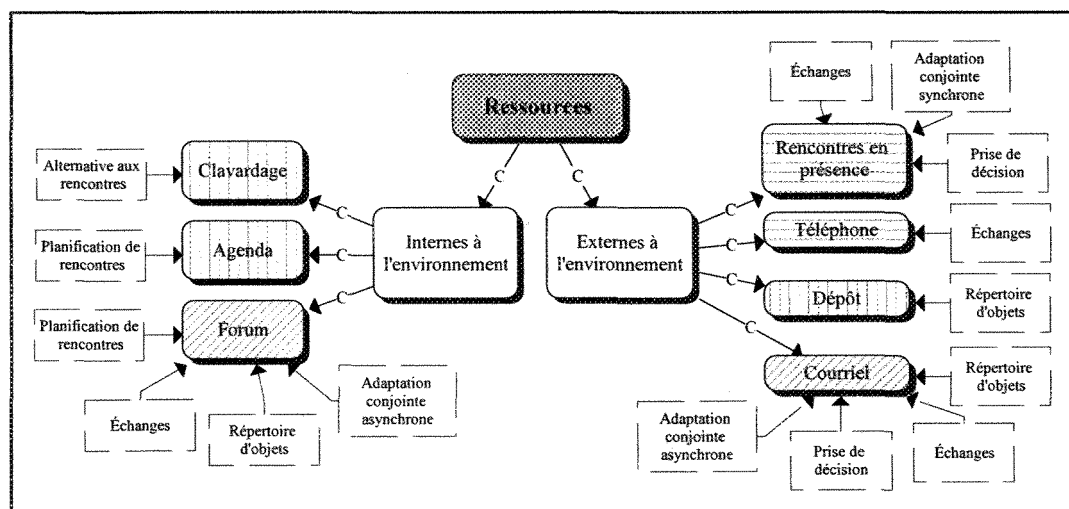 Ressources
C
C
Internes à
l'environnement
C
C
C
Clavardage
Alternative aux
rencontres
Agenda
Planification de
rencontres
Forum
Planification de
rencontres
Échanges
Répertoire
d'objets
Adaptation
conjointe
asynchrone
Externes à
l'environnement
C
C
C
C
Échanges
Adaptation
conjointe
synchrone
Rencontres en
présence
Prise de
décision
Téléphone
Échanges
Dépôt
Répertoire
d'objets
Courriel
Répertoire
d'objets
Adaptation
conjointe
asynchrone
Prise de
décision
Échanges